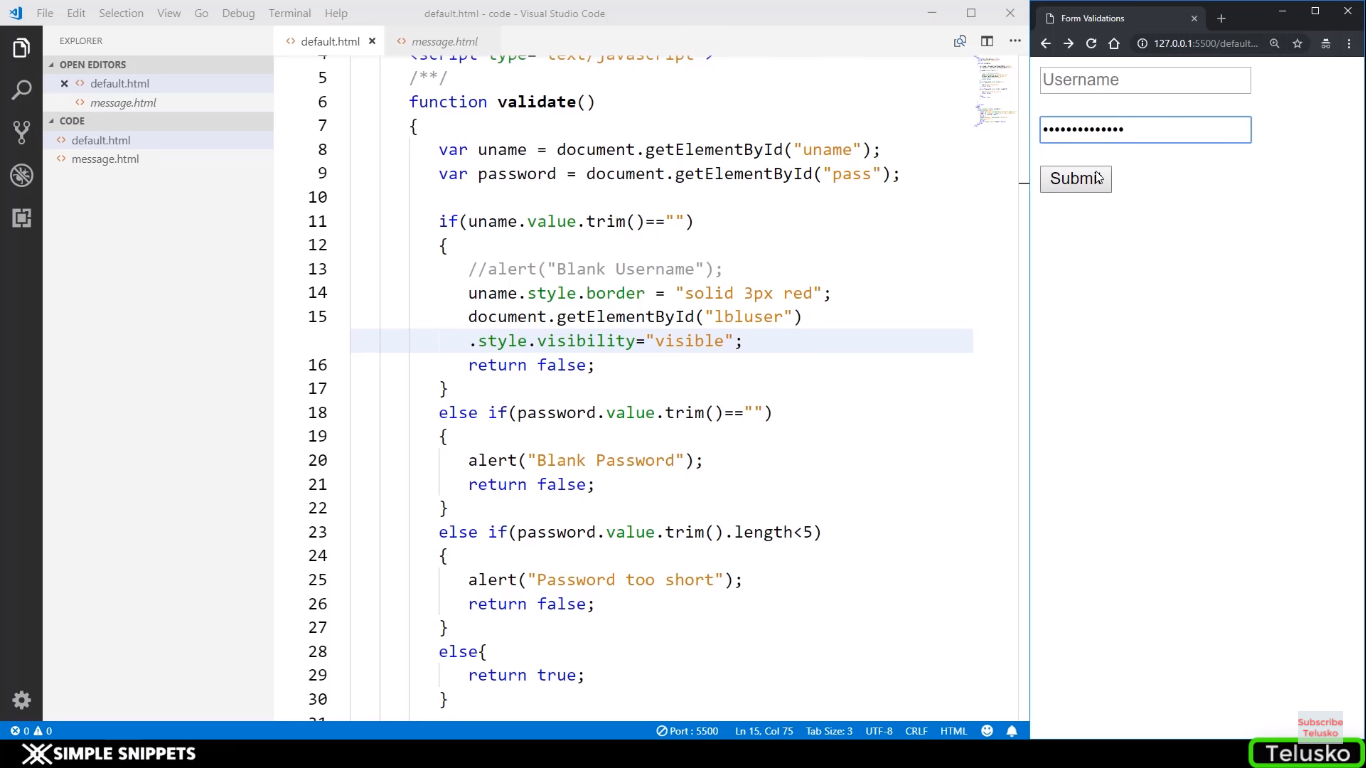 File Edit Selection View Go Debug Terminal Help default.html - code - Visual Studio Code
EXPLORER
OPEN EDITORS
default.html
message.html
CODE
default.html
message.html
default.html message.html
4 <script type="text/javascript">
5 /**/
6 function validate()
7 {
8 var uname = document.getElementById("uname");
9 var password = document.getElementById("pass");
10
11 if(uname.value.trim()=="")
12 {
13 //alert("Blank Username");
14 uname.style.border = "solid 3px red";
15 document.getElementById("lbluser")
.style.visibility="visible";
16 return false;
17 }
18 else if(password.value.trim()=="")
19 {
20 alert("Blank Password");
21 return false;
22 }
23 else if(password.value.trim().length<5)
24 {
25 alert("Password too short");
26 return false;
27 }
28 else{
29 return true;
30 }
31
0 0 Port : 5500 Ln 15, Col 75 Tab Size: 3 UTF-8 CRLF HTML
Form Validations
127.0.0.1:5500/default...
Username
••••••••••••••
Submit
SIMPLE SNIPPETS
Subscribe
Telusko
Telusko